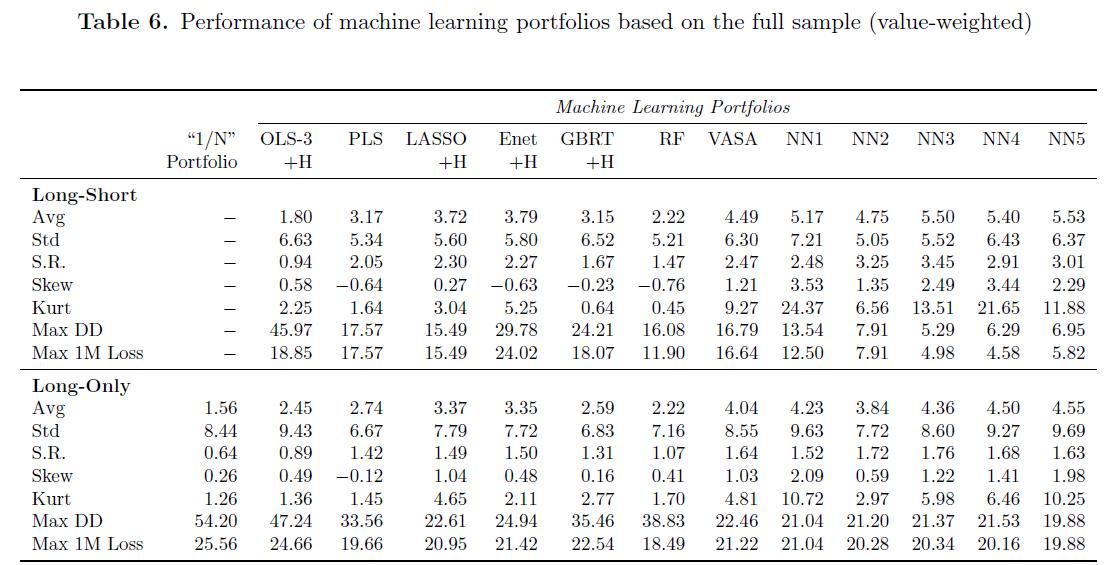 Table 6. Performance of machine learning portfolios based on the full sample (value-weighted)
Machine Learning Portfolios
“1/N” OLS-3 PLS LASSO Enet GBRT RF VASA NN1 NN2 NN3 NN4 NN5
Portfolio +H +H +H +H
Long-Short
Avg – 1.80 3.17 3.72 3.79 3.15 2.22 4.49 5.17 4.75 5.50 5.40 5.53
Std – 6.63 5.34 5.60 5.80 6.52 5.21 6.30 7.21 5.05 5.52 6.43 6.37
S.R. – 0.94 2.05 2.30 2.27 1.67 1.47 2.47 2.48 3.25 3.45 2.91 3.01
Skew – 0.58 −0.64 0.27 −0.63 −0.23 −0.76 1.21 3.53 1.35 2.49 3.44 2.29
Kurt – 2.25 1.64 3.04 5.25 0.64 0.45 9.27 24.37 6.56 13.51 21.65 11.88
Max DD – 45.97 17.57 15.49 29.78 24.21 16.08 16.79 13.54 7.91 5.29 6.29 6.95
Max 1M Loss – 18.85 17.57 15.49 24.02 18.07 11.90 16.64 12.50 7.91 4.98 4.58 5.82
Long-Only
Avg 1.56 2.45 2.74 3.37 3.35 2.59 2.22 4.04 4.23 3.84 4.36 4.50 4.55
Std 8.44 9.43 6.67 7.79 7.72 6.83 7.16 8.55 9.63 7.72 8.60 9.27 9.69
S.R. 0.64 0.89 1.42 1.49 1.50 1.31 1.07 1.64 1.52 1.72 1.76 1.68 1.63
Skew 0.26 0.49 −0.12 1.04 0.48 0.16 0.41 1.03 2.09 0.59 1.22 1.41 1.98
Kurt 1.26 1.36 1.45 4.65 2.11 2.77 1.70 4.81 10.72 2.97 5.98 6.46 10.25
Max DD 54.20 47.24 33.56 22.61 24.94 35.46 38.83 22.46 21.04 21.20 21.37 21.53 19.88
Max 1M Loss 25.56 24.66 19.66 20.95 21.42 22.54 18.49 21.22 21.04 20.28 20.34 20.16 19.88